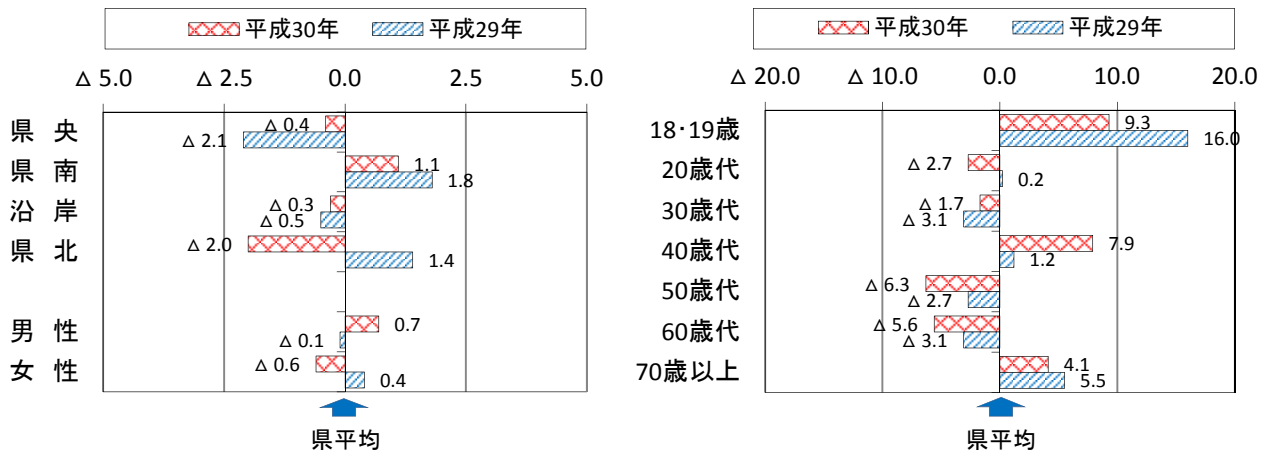 平成30年 平成29年
△ 5.0 △ 2.5 0.0 2.5 5.0
県 央 △ 0.4
△ 2.1
県 南 1.1
1.8
沿 岸 △ 0.3
△ 0.5
県 北 △ 2.0
1.4
男 性 0.7
△ 0.1
女 性 △ 0.6
0.4
県平均
平成30年 平成29年
△ 20.0 △ 10.0 0.0 10.0 20.0
18･19歳 9.3
16.0
20歳代 △ 2.7
0.2
30歳代 △ 1.7
△ 3.1
40歳代 7.9
1.2
50歳代 △ 6.3
△ 2.7
60歳代 △ 5.6
△ 3.1
70歳以上 4.1
5.5
県平均